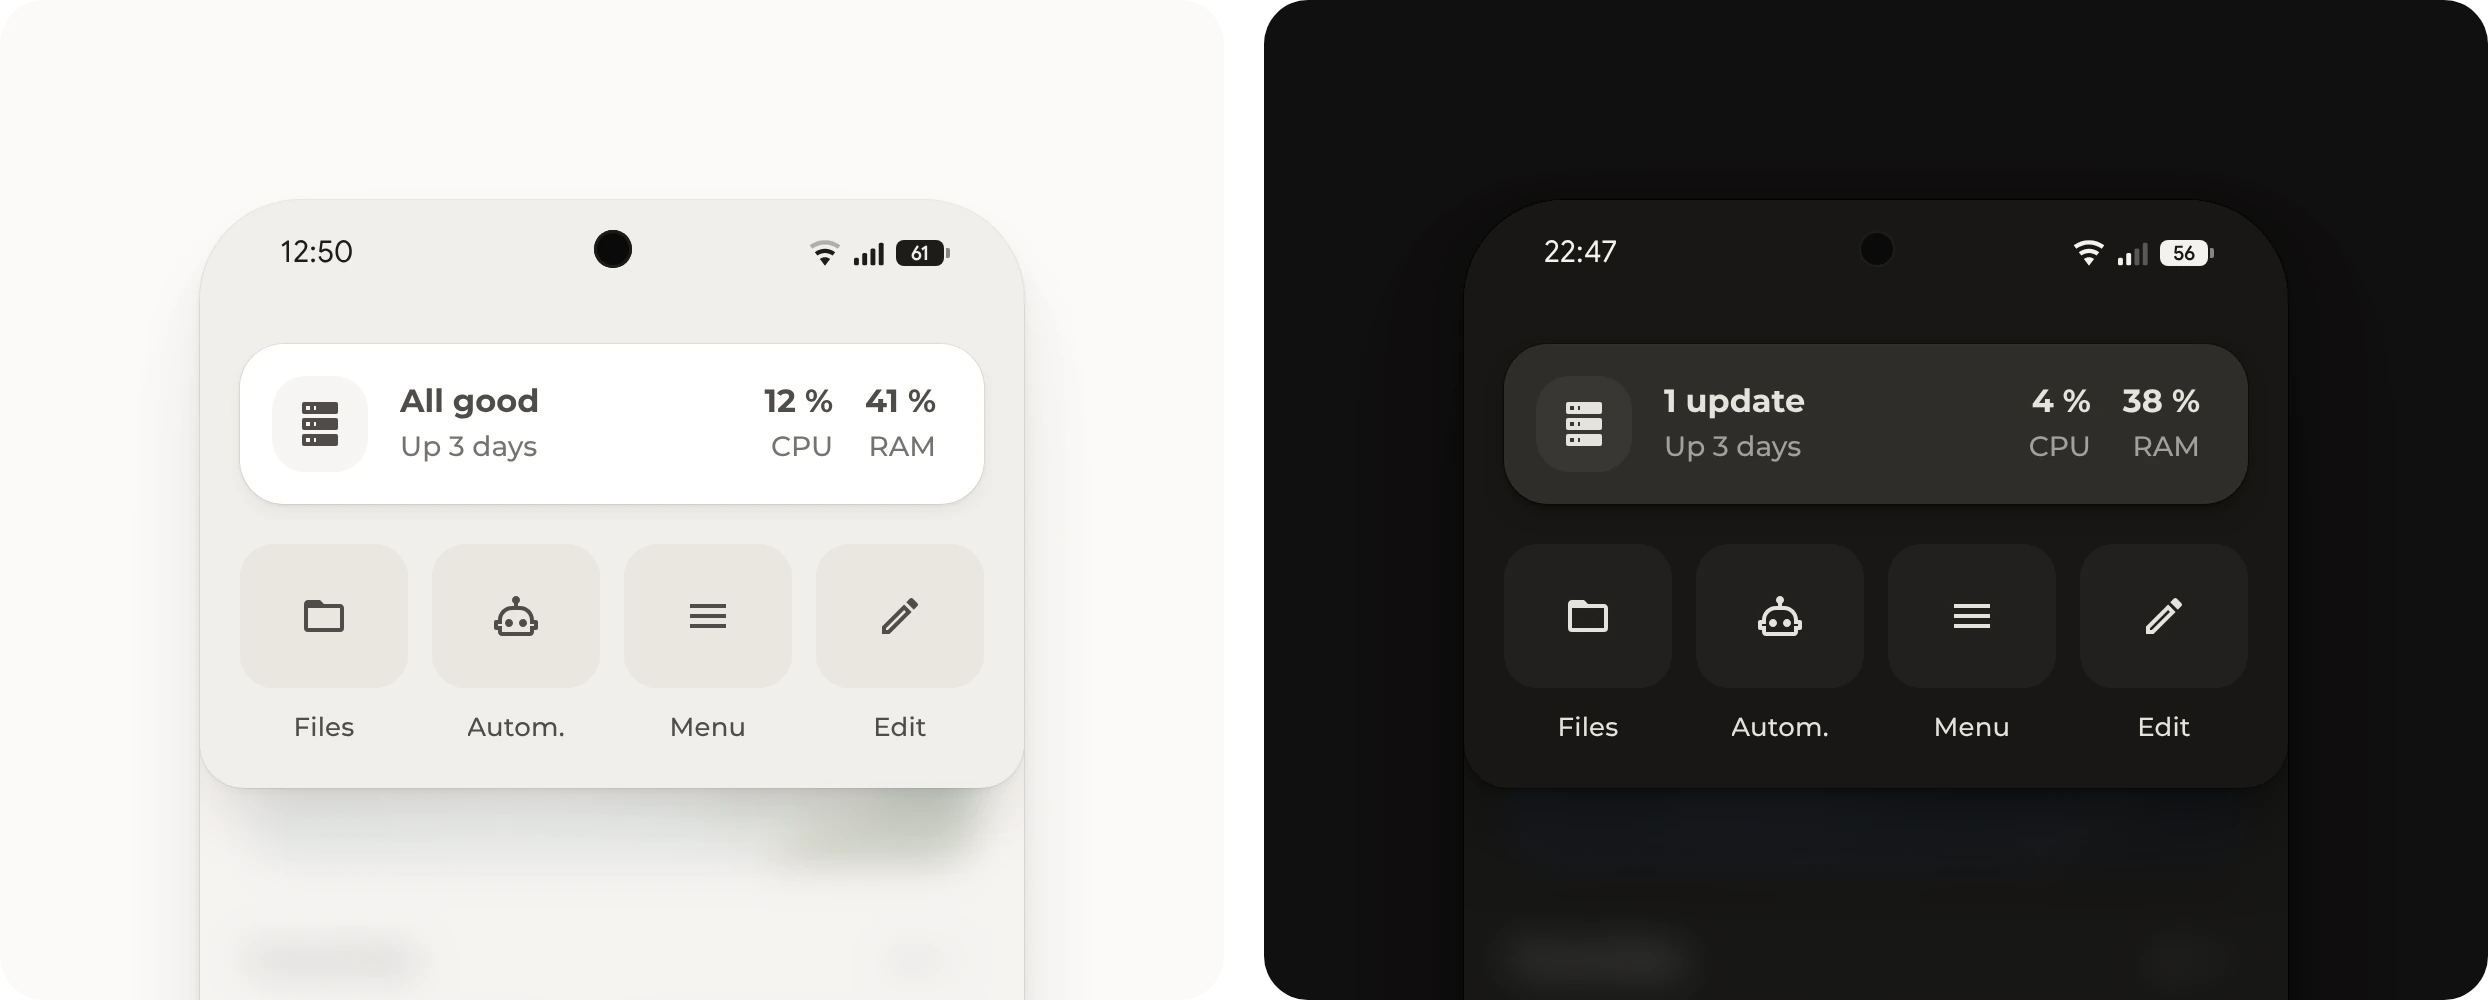 12:50
61
All good
Up 3 days
12 %
CPU
41 %
RAM
Files
Autom.
Menu
Edit
22:47
56
1 update
Up 3 days
4 %
CPU
38 %
RAM
Files
Autom.
Menu
Edit